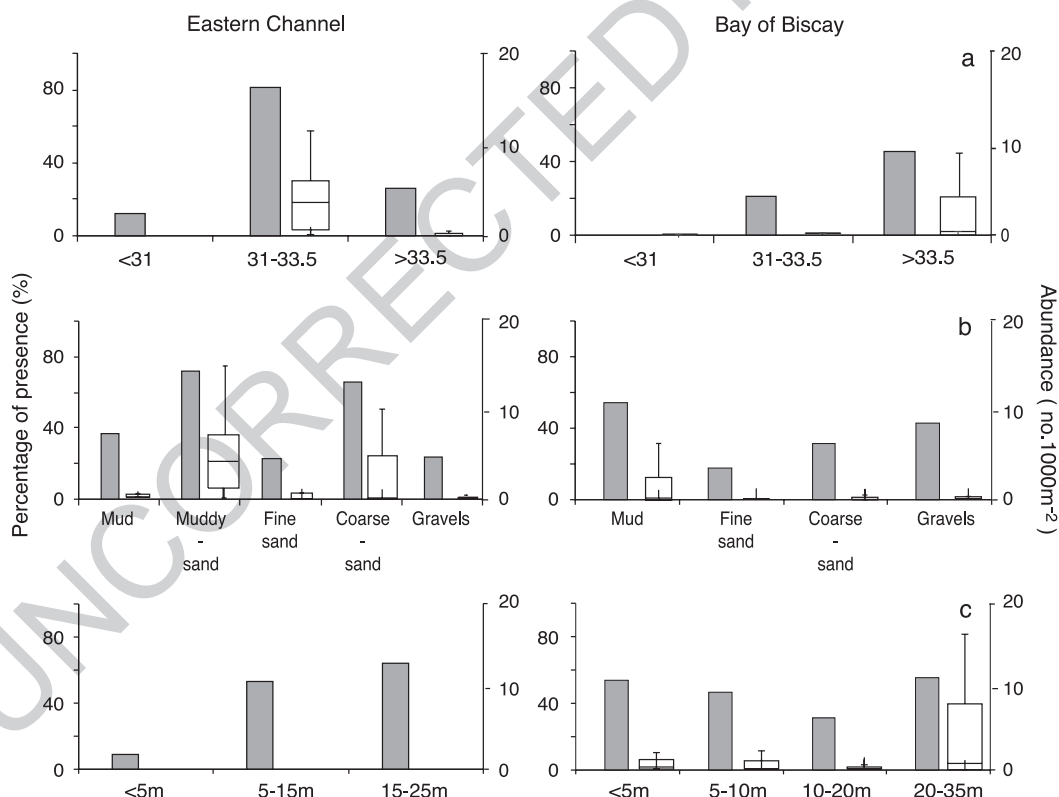 Eastern Channel
Bay of Biscay
UNCORRECTED
Percentage of presence (%)
Abundance ( no.1000m-2 )
a
80
40
0
20
10
0
<31 31-33.5 >33.5
80
40
0
20
10
0
<31 31-33.5 >33.5
b
80
40
0
20
10
0
Mud Muddy Fine Coarse Gravels
- sand -
sand sand
80
40
0
20
10
0
Mud Fine Coarse Gravels
sand -
sand
c
80
40
0
20
10
0
<5m 5-15m 15-25m
80
40
0
20
10
0
<5m 5-10m 10-20m 20-35m